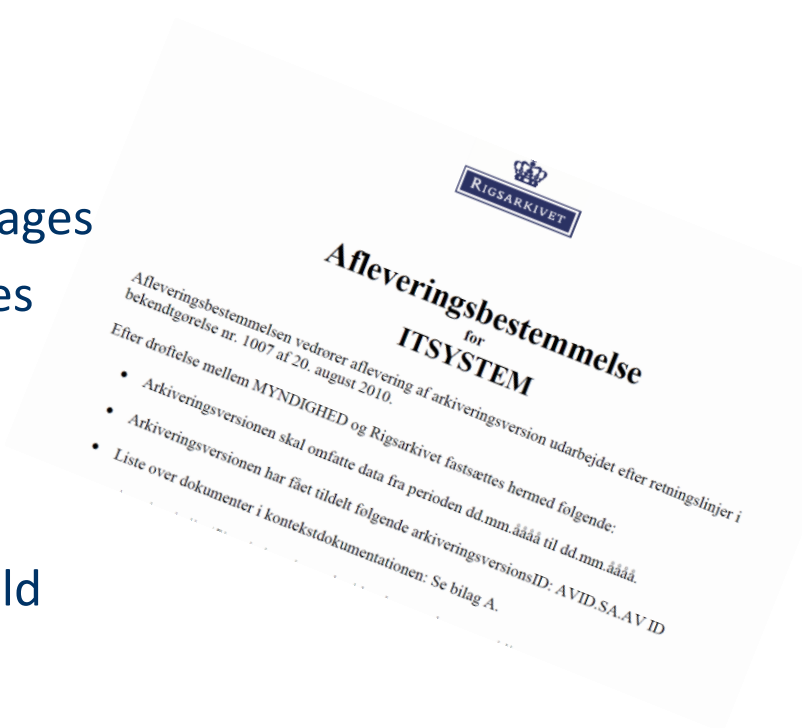 ages
es
ld
RIGSARKIVET
Afleveringsbestemmelse
for
ITSYSTEM
Afleveringsbestemmelsen vedrører aflevering af arkiveringsversion udarbejdet efter retningslinjer i
bekendtgørelse nr. 1007 af 20. august 2010.
Efter drøftelse mellem MYNDIGHED og Rigsarkivet fastsættes hermed følgende:
• Arkiveringsversionen skal omfatte data fra perioden dd.mm.åååå til dd.mm.åååå.
• Arkiveringsversionen har fået tildelt følgende arkiveringsversionsID: AVID.SA.AV ID
• Liste over dokumenter i kontekstdokumentationen: Se bilag A.